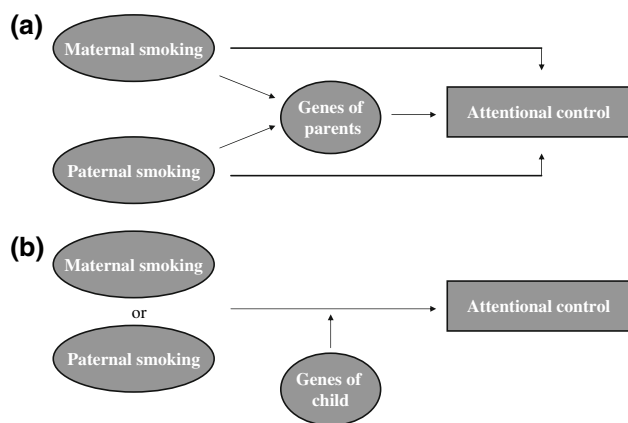 (a)
Maternal smoking
Genes of
parents
Attentional control
Paternal smoking
(b)
Maternal smoking
or
Paternal smoking
Attentional control
Genes of
child